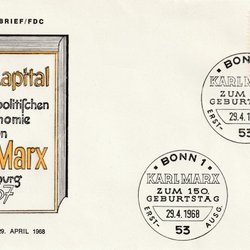 BRIEF/FDC
Kapital
politischen
nomie
on
Marx
burg
67
29. APRIL 1968
BONN 1
KARL MARX
ZUM 150.
GEBURTSTAG
29.4.1968
ERST-
53
BONN 1
KARL MARX
ZUM 150.
GEBURTSTAG
29.4.1968
ERST- AUSG.
53